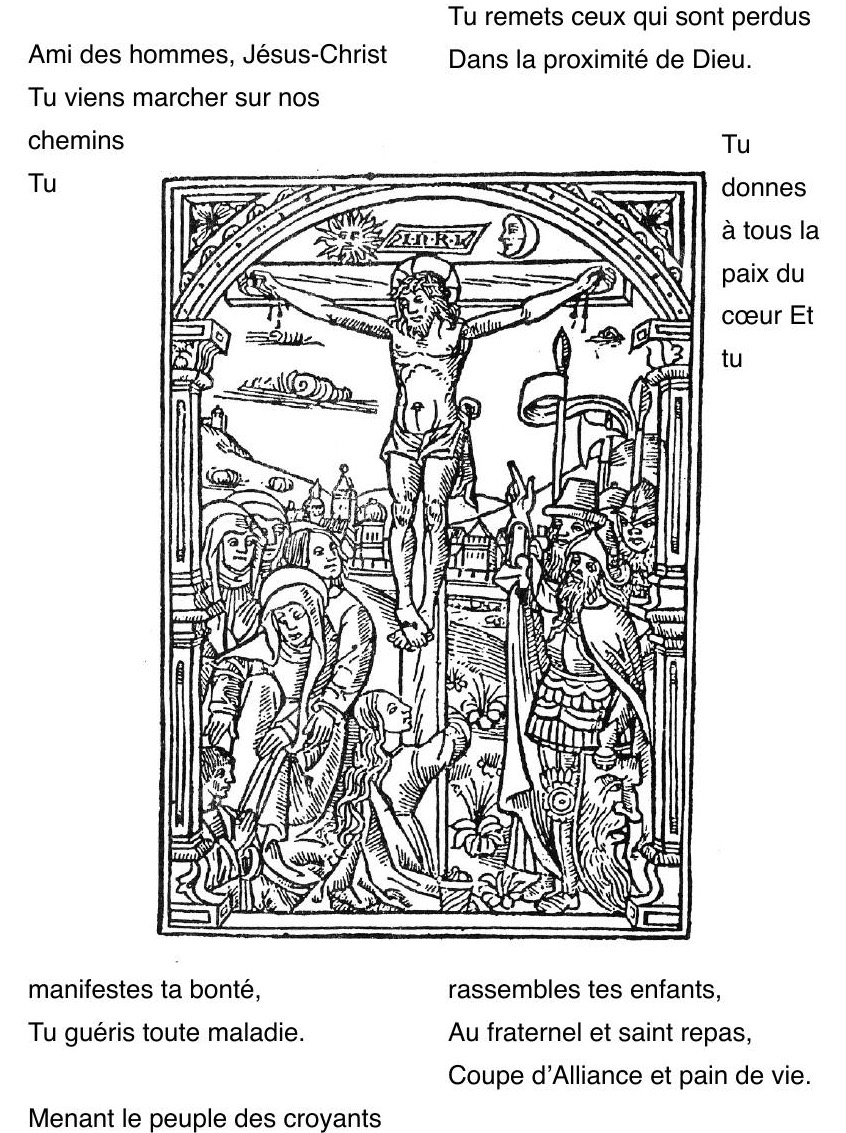 Ami des hommes, Jésus-Christ
Tu viens marcher sur nos
chemins
Tu
manifestes ta bonté,
Tu guéris toute maladie.
Menant le peuple des croyants
Tu remets ceux qui sont perdus
Dans la proximité de Dieu.
Tu
donnes
à tous la
paix du
cœur Et
tu
rassembles tes enfants,
Au fraternel et saint repas,
Coupe d’Alliance et pain de vie.